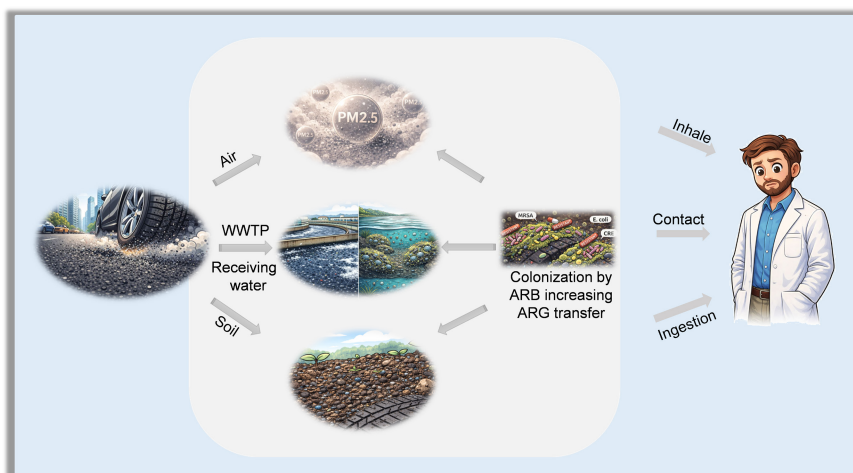 PM2.5
Air
Inhale
WWTP
Receiving
water
MRSA
E. coli
CRE
Contact
Colonization by
ARB increasing
ARG transfer
Soil
Ingestion